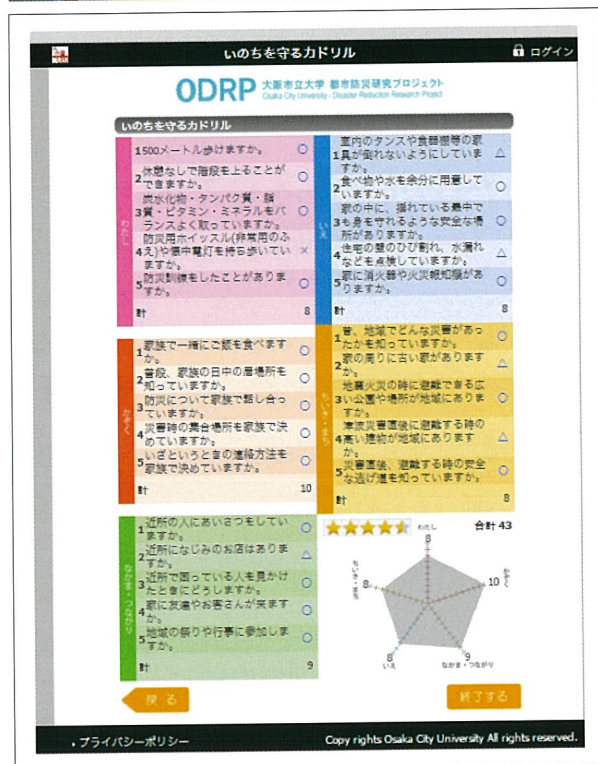 いのちを守る力ドリル
ログイン
ODRP 大阪市立大学 都市防災研究プロジェクト
Osaka City University - Disaster Reduction Research Project
いのちを守る力ドリル
わたし
1 500メートル歩けますか。 ○
2 休憩なしで階段を上ることが
できますか。 ○
炭水化物・タンパク質・脂
3 質・ビタミン・ミネラルをバ ○
ランスよく取っていますか。
防災用ホイッスル(非常用のふ
4 え)や懐中電灯を持ち歩いてい ×
ますか。
5 防災訓練をしたことがありま ○
すか。
計 8
いえ
室内のタンスや食器棚等の家
1 具が倒れないようにしていま △
すか。
2 食べ物や水を余分に用意して ○
いますか。
家の中に、揺れている最中で
3 も身を守れるような安全な場 ○
所がありますか。
4 住宅の壁のひび割れ、水漏れ △
なども点検していますか。
5 家に消火器や火災報知機があ ○
りますか。
計 8
かぞく
1 家族で一緒にご飯を食べます ○
か。
2 普段、家族の日中の居場所を ○
知っていますか。
3 防災について家族で話し合っ ○
ていますか。
4 災害時の集合場所を家族で決 ○
めていますか。
5 いざというときの連絡方法を ○
家族で決めていますか。
計 10
ちいき・まち
1 昔、地域でどんな災害があっ ○
たかを知っていますか。
2 家の周りに古い家があります △
か。
地震火災の時に避難できる広
3 い公園や場所が地域にありま ○
すか。
津波災害直後に避難する時の
4 高い建物が地域にあります △
か。
5 災害直後、避難する時の安全 ○
な逃げ道を知っていますか。
計 8
なかま・つながり
1 近所の人にあいさつをしてい ○
ますか。
2 近所になじみのお店はありま △
すか。
3 近所で困っている人を見かけ ○
たときにどうしますか。
4 家に友達やお客さんが来ます ○
か。
5 地域の祭りや行事に参加しま ○
すか。
計 9
合計 43
わたし
8
かぞく
10
なかま・つながり
9
いえ
8
ちいき・まち
8
戻る
終了する
プライバシーポリシー
Copy rights Osaka City University All rights reserved.